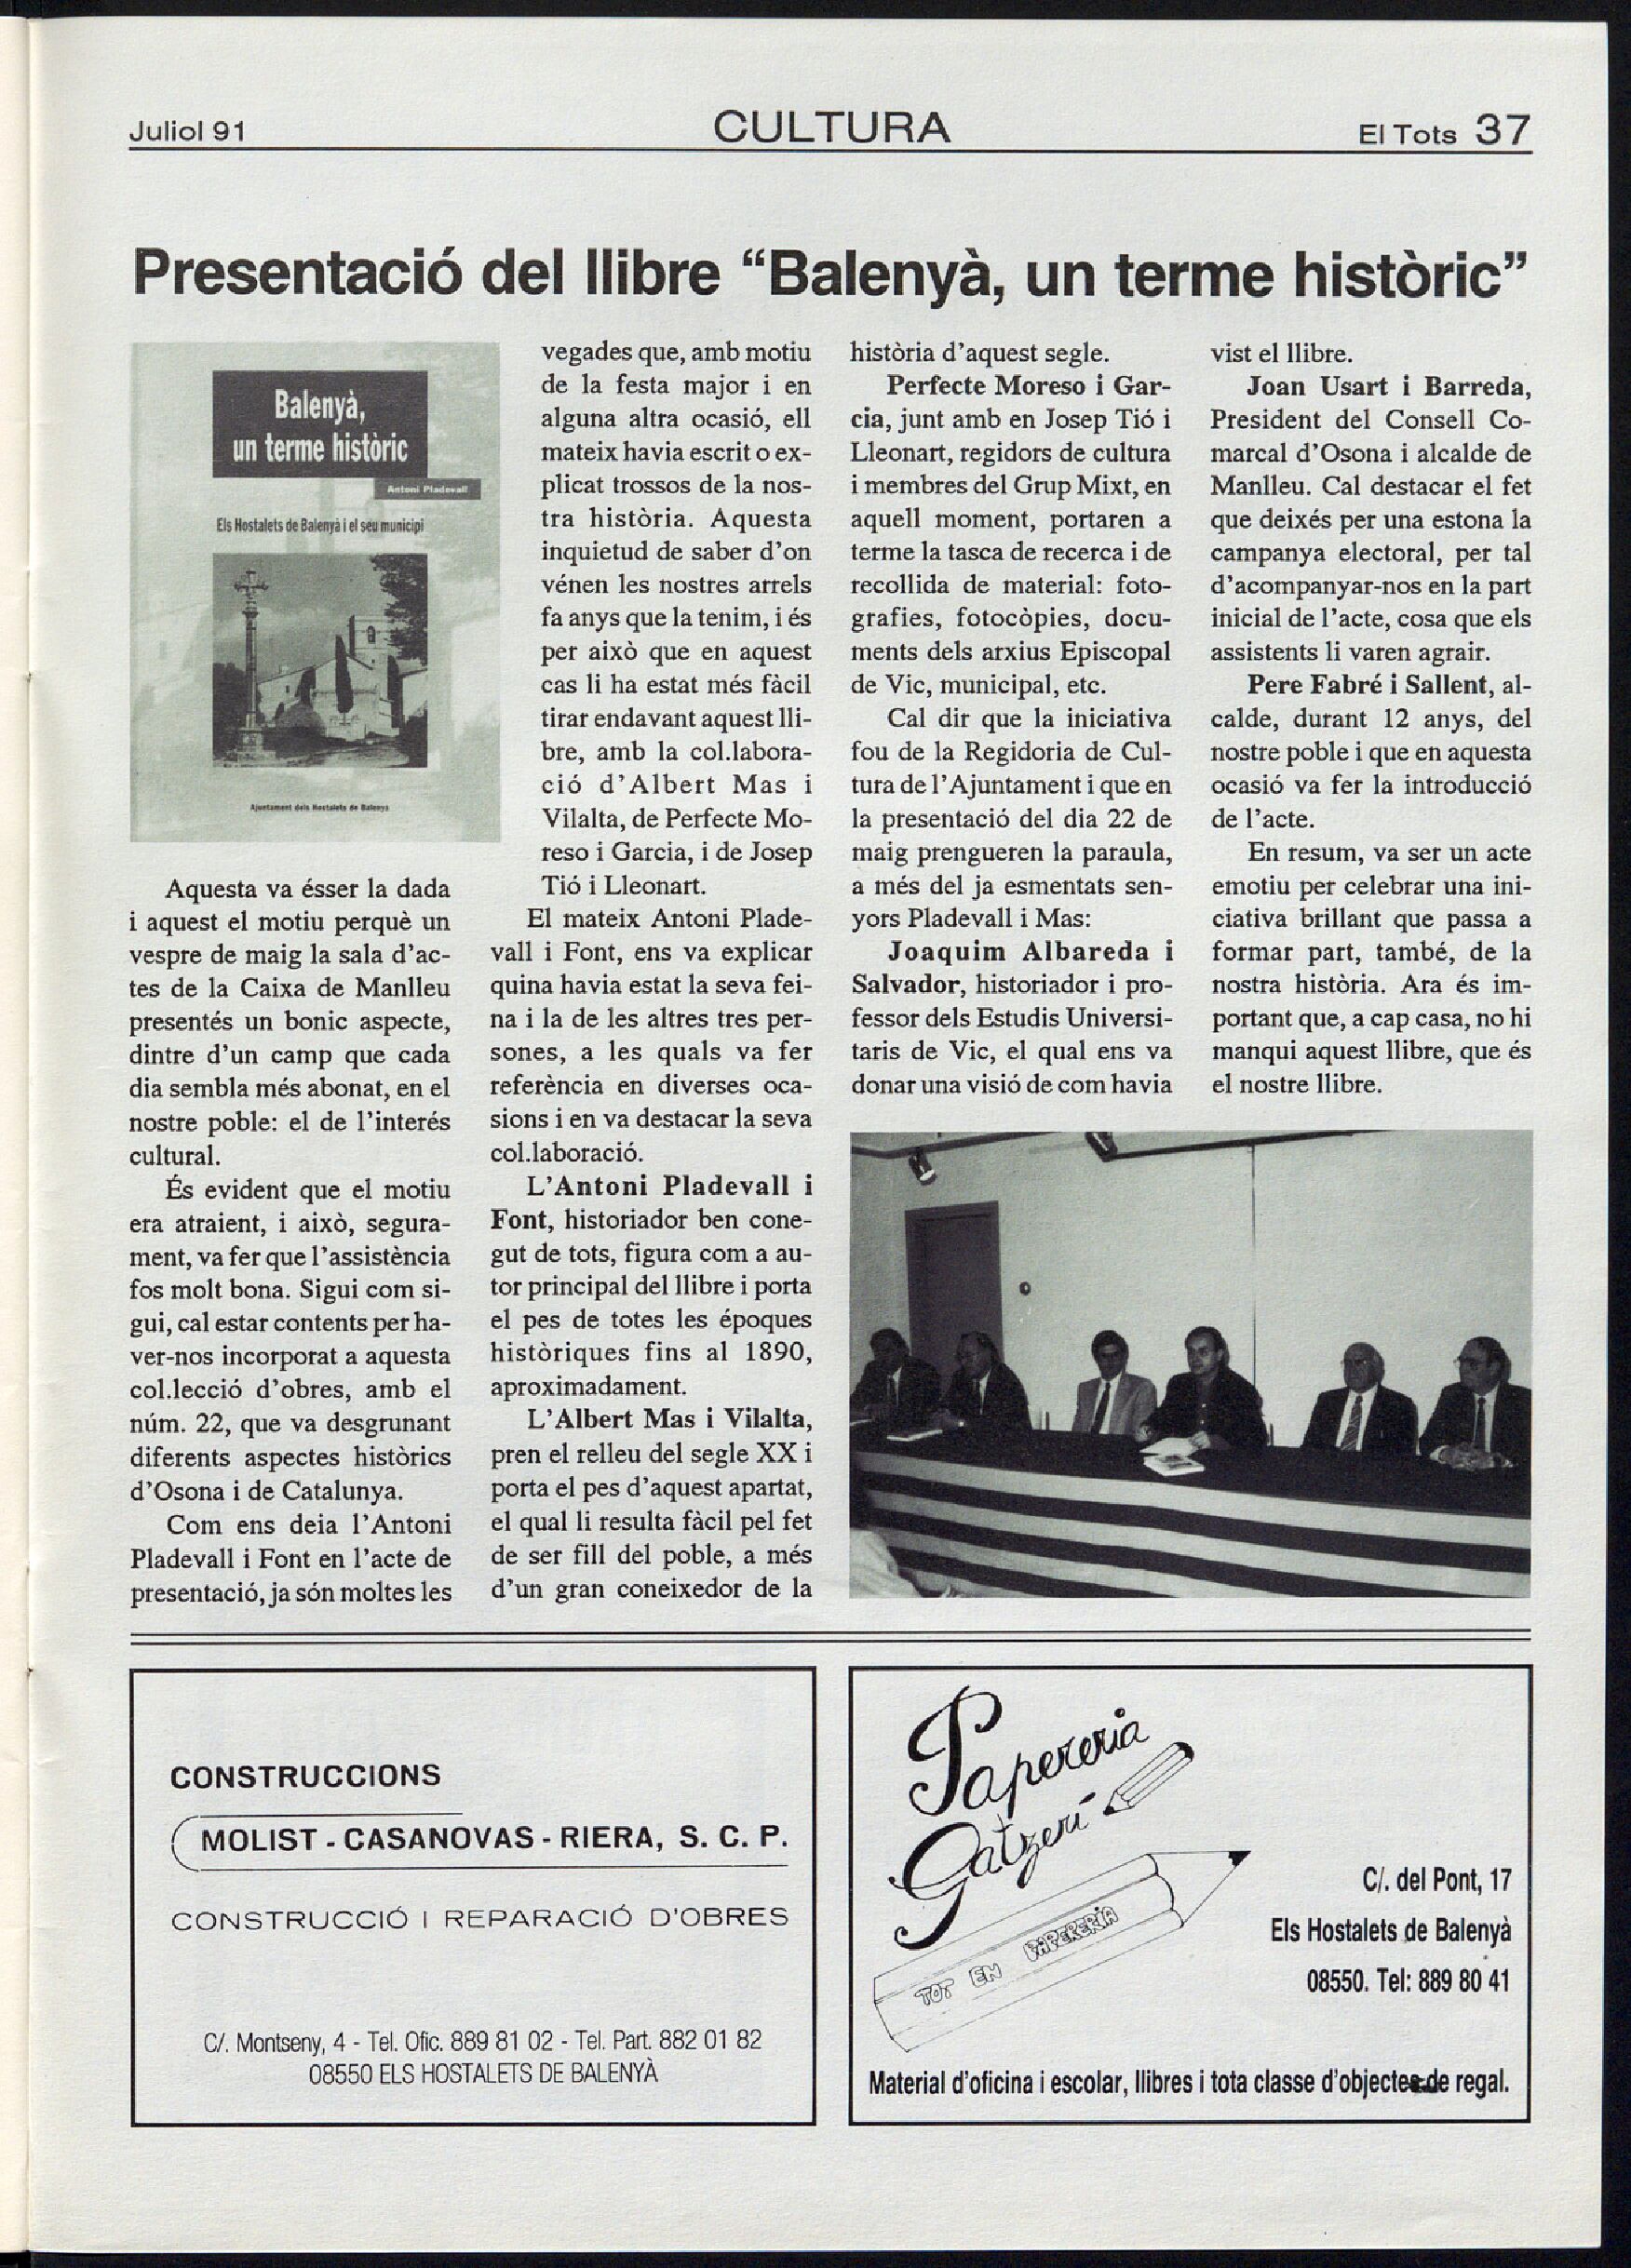 Juliol 91
CULTURA
El Tots 37
Presentació del llibre “Balenyà, un terme històric”
Balenyà,
un terme històric
Antoni Pladevall
Els Hostalets de Balenyà i el seu municipi
Ajuntament dels Hostalets de Balenyà
Aquesta va ésser la dada
i aquest el motiu perquè un
vespre de maig la sala d'ac-
tes de la Caixa de Manlleu
presentés un bonic aspecte,
dintre d'un camp que cada
dia sembla més abonat, en el
nostre poble: el de l'interés
cultural.
És evident que el motiu
era atraient, i això, segura-
ment, va fer que l'assistència
fos molt bona. Sigui com si-
gui, cal estar contents per ha-
ver-nos incorporat a aquesta
col.lecció d'obres, amb el
núm. 22, que va desgrunant
diferents aspectes històrics
d'Osona i de Catalunya.
Com ens deia l'Antoni
Pladevall i Font en l'acte de
presentació, ja són moltes les
vegades que, amb motiu
de la festa major i en
alguna altra ocasió, ell
mateix havia escrit o ex-
plicat trossos de la nos-
tra història. Aquesta
inquietud de saber d'on
vénen les nostres arrels
fa anys que la tenim, i és
per això que en aquest
cas li ha estat més fàcil
tirar endavant aquest lli-
bre, amb la col.labora-
ció d'Albert Mas i
Vilalta, de Perfecte Mo-
reso i Garcia, i de Josep
Tió i Lleonart.
El mateix Antoni Plade-
vall i Font, ens va explicar
quina havia estat la seva fei-
na i la de les altres tres per-
sones, a les quals va fer
referència en diverses oca-
sions i en va destacar la seva
col.laboració.
L'Antoni Pladevall i
Font, historiador ben cone-
gut de tots, figura com a au-
tor principal del llibre i porta
el pes de totes les époques
històriques fins al 1890,
aproximadament.
L'Albert Mas i Vilalta,
pren el relleu del segle XX i
porta el pes d'aquest apartat,
el qual li resulta fàcil pel fet
de ser fill del poble, a més
d'un gran coneixedor de la
història d'aquest segle.
Perfecte Moreso i Gar-
cia, junt amb en Josep Tió i
Lleonart, regidors de cultura
i membres del Grup Mixt, en
aquell moment, portaren a
terme la tasca de recerca i de
recollida de material: foto-
grafies, fotocòpies, docu-
ments dels arxius Episcopal
de Vic, municipal, etc.
Cal dir que la iniciativa
fou de la Regidoria de Cul-
tura de l'Ajuntament i que en
la presentació del dia 22 de
maig prengueren la paraula,
a més del ja esmentats sen-
yors Pladevall i Mas:
Joaquim Albareda i
Salvador, historiador i pro-
fessor dels Estudis Universi-
taris de Vic, el qual ens va
donar una visió de com havia
vist el llibre.
Joan Usart i Barreda,
President del Consell Co-
marcal d'Osona i alcalde de
Manlleu. Cal destacar el fet
que deixés per una estona la
campanya electoral, per tal
d'acompanyar-nos en la part
inicial de l'acte, cosa que els
assistents li varen agrair.
Pere Fabré i Sallent, al-
calde, durant 12 anys, del
nostre poble i que en aquesta
ocasió va fer la introducció
de l'acte.
En resum, va ser un acte
emotiu per celebrar una ini-
ciativa brillant que passa a
formar part, també, de la
nostra història. Ara és im-
portant que, a cap casa, no hi
manqui aquest llibre, que és
el nostre llibre.
CONSTRUCCIONS
MOLIST - CASANOVAS - RIERA, S. C. P.
CONSTRUCCIÓ I REPARACIÓ D'OBRES
C/. Montseny, 4 - Tel. Ofic. 889 81 02 - Tel. Part. 882 01 82
08550 ELS HOSTALETS DE BALENYÀ
Papereria
Gatzerí
TOT EN PAPERERIA
C/. del Pont, 17
Els Hostalets de Balenyà
08550. Tel: 889 80 41
Material d'oficina i escolar, llibres i tota classe d'objectes de regal.